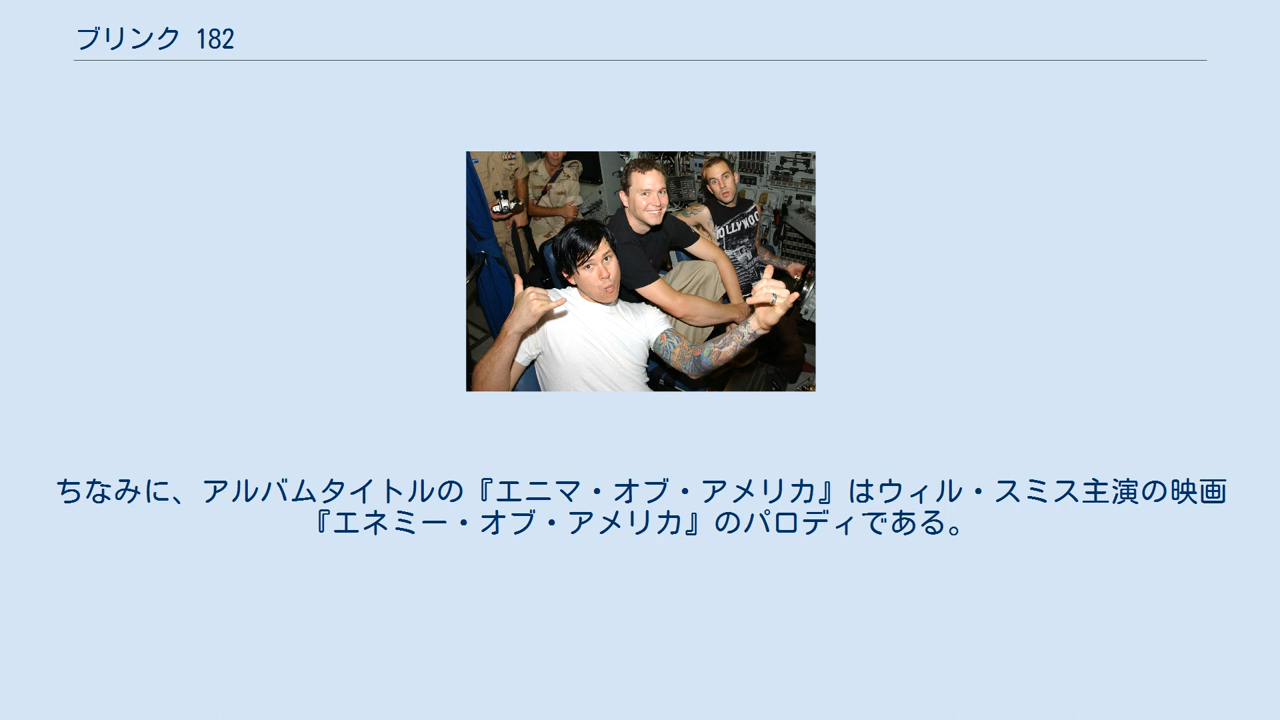 ブリンク 182
HOLLYWOO
ちなみに、アルバムタイトルの『エニマ・オブ・アメリカ』はウィル・スミス主演の映画
『エネミー・オブ・アメリカ』のパロディである。